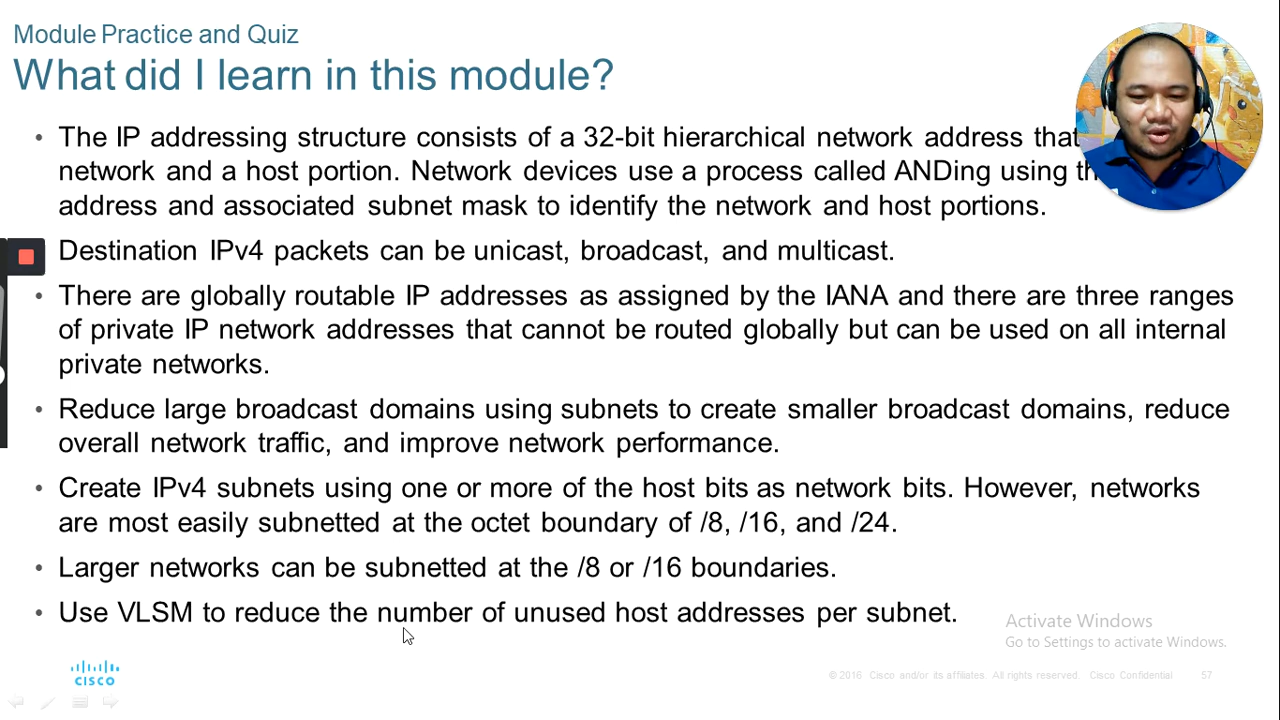 Module Practice and Quiz
What did I learn in this module?
• The IP addressing structure consists of a 32-bit hierarchical network address that
network and a host portion. Network devices use a process called ANDing using
address and associated subnet mask to identify the network and host portions.
Destination IPv4 packets can be unicast, broadcast, and multicast.
• There are globally routable IP addresses as assigned by the IANA and there are three ranges
of private IP network addresses that cannot be routed globally but can be used on all internal
private networks.
• Reduce large broadcast domains using subnets to create smaller broadcast domains, reduce
overall network traffic, and improve network performance.
• Create IPv4 subnets using one or more of the host bits as network bits. However, networks
are most easily subnetted at the octet boundary of /8, /16, and /24.
• Larger networks can be subnetted at the /8 or /16 boundaries.
• Use VLSM to reduce the number of unused host addresses per subnet.
Activate Windows
Go to Settings to activate Windows.
CISCO
© 2016 Cisco and/or its affiliates. All rights reserved. Cisco Confidential 57